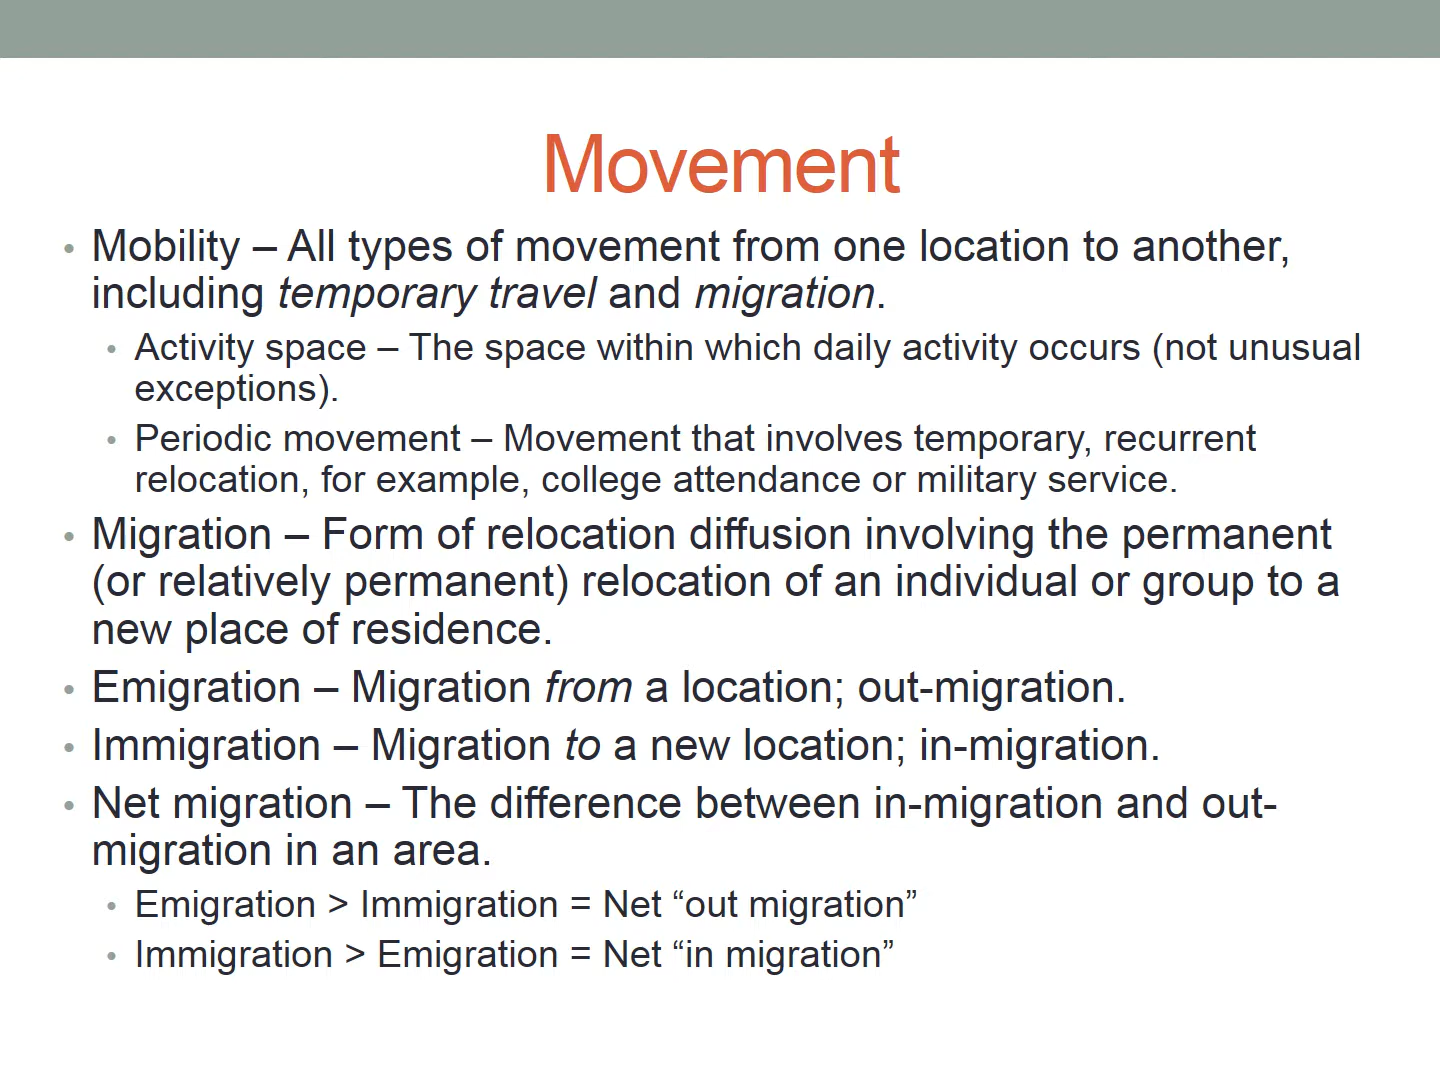 Movement
• Mobility – All types of movement from one location to another,
including temporary travel and migration.
• Activity space – The space within which daily activity occurs (not unusual
exceptions).
• Periodic movement – Movement that involves temporary, recurrent
relocation, for example, college attendance or military service.
• Migration – Form of relocation diffusion involving the permanent
(or relatively permanent) relocation of an individual or group to a
new place of residence.
• Emigration – Migration from a location; out-migration.
• Immigration – Migration to a new location; in-migration.
• Net migration – The difference between in-migration and out-
migration in an area.
• Emigration > Immigration = Net “out migration”
• Immigration > Emigration = Net “in migration”